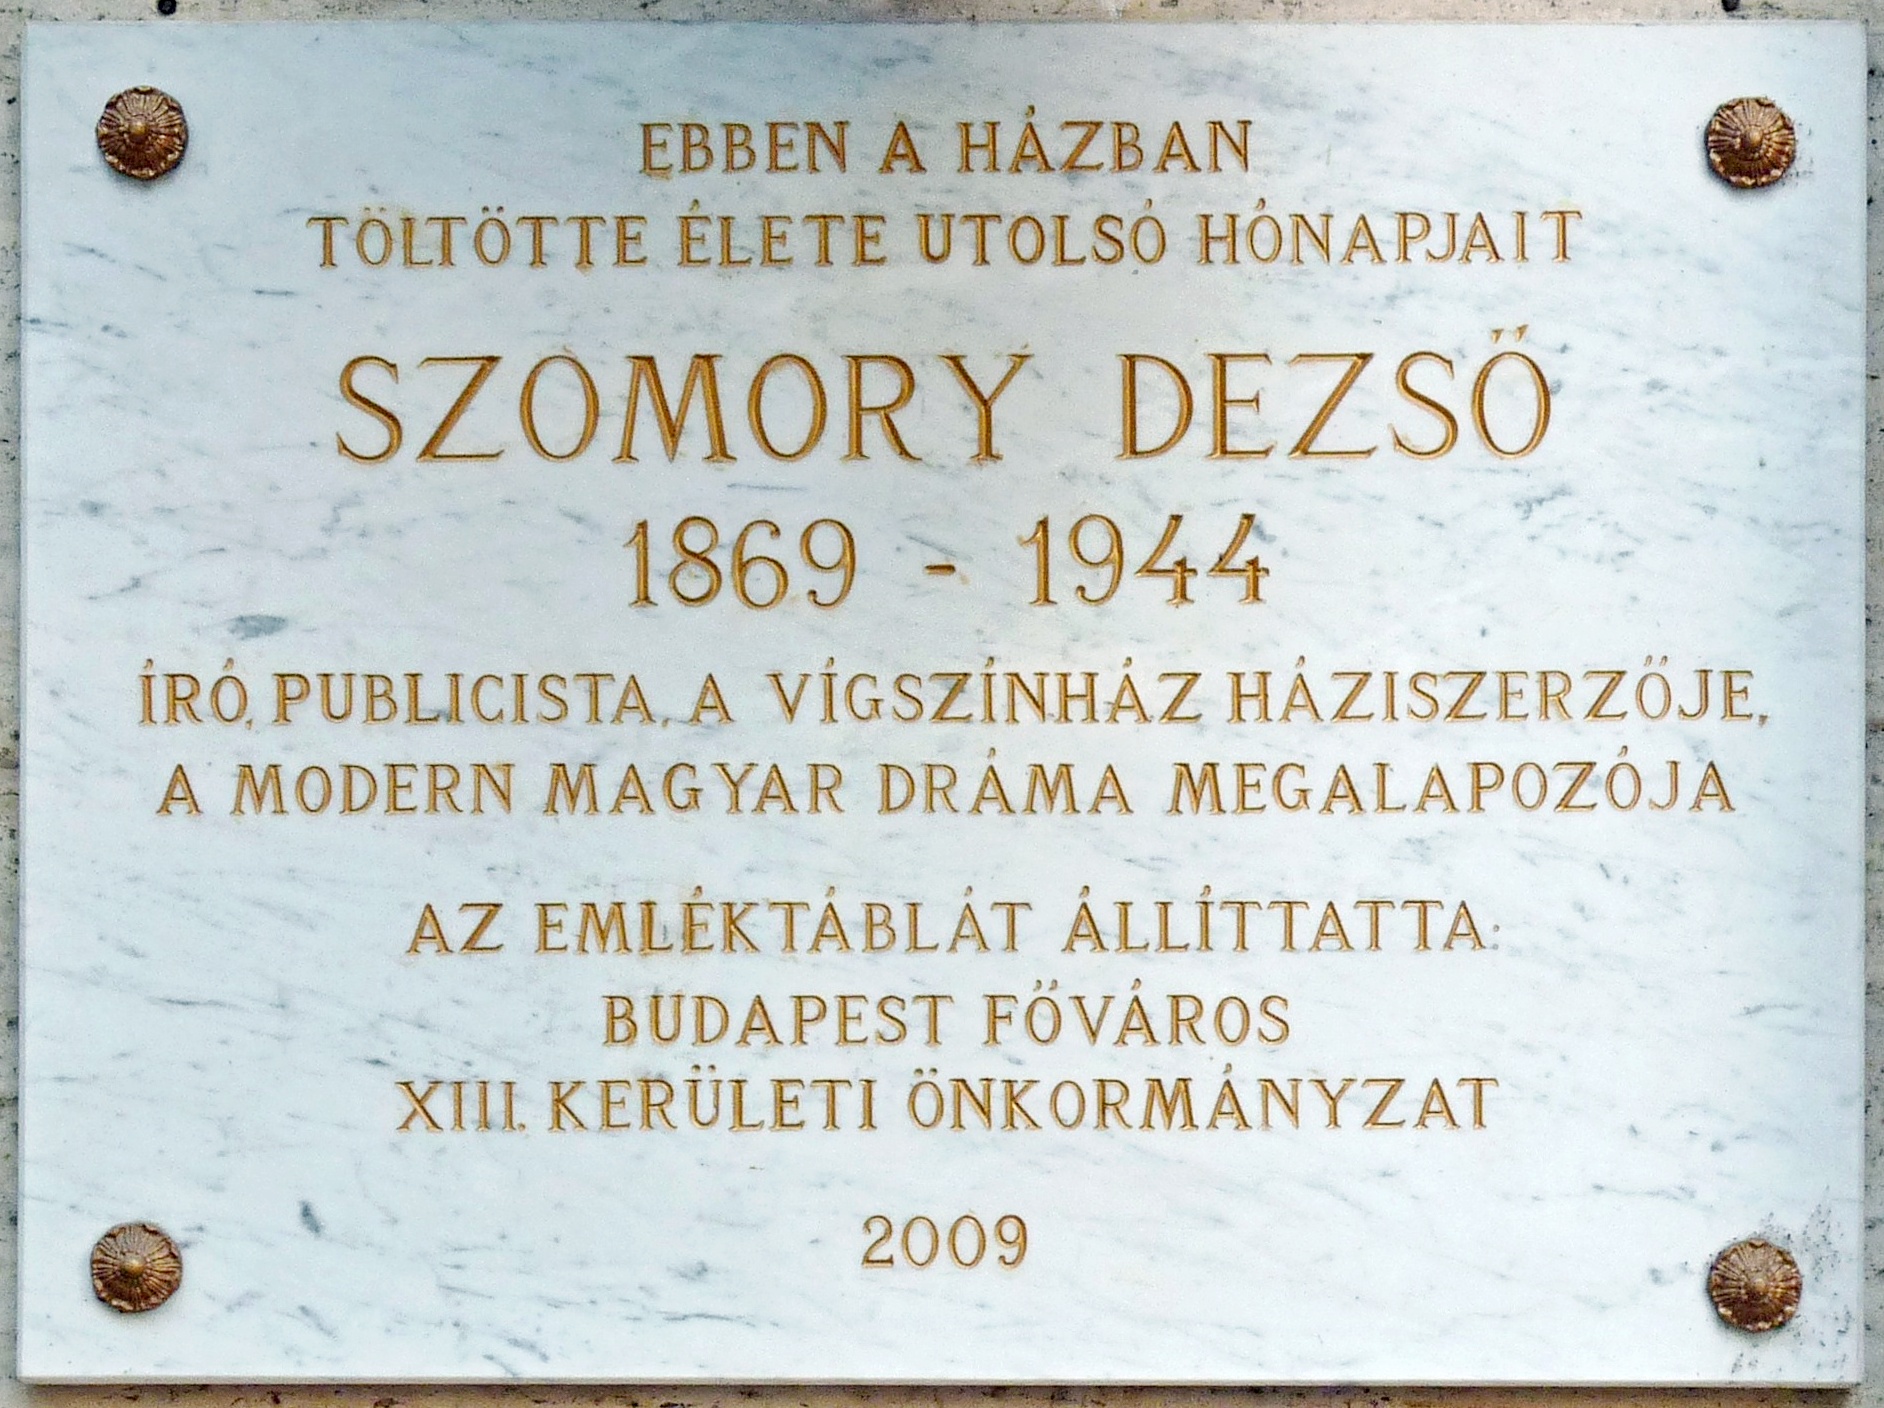 EBBEN A HÁZBAN
TÖLTÖTTE ÉLETE UTOLSÓ HÓNAPJAIT
SZOMORY DEZSŐ
1869 - 1944
ÍRÓ, PUBLICISTA, A VÍGSZÍNHÁZ HÁZISZERZŐJE,
A MODERN MAGYAR DRÁMA MEGALAPOZÓJA
AZ EMLÉKTÁBLÁT ÁLLÍTTATTA:
BUDAPEST FŐVÁROS
XIII. KERÜLETI ÖNKORMÁNYZAT
2009